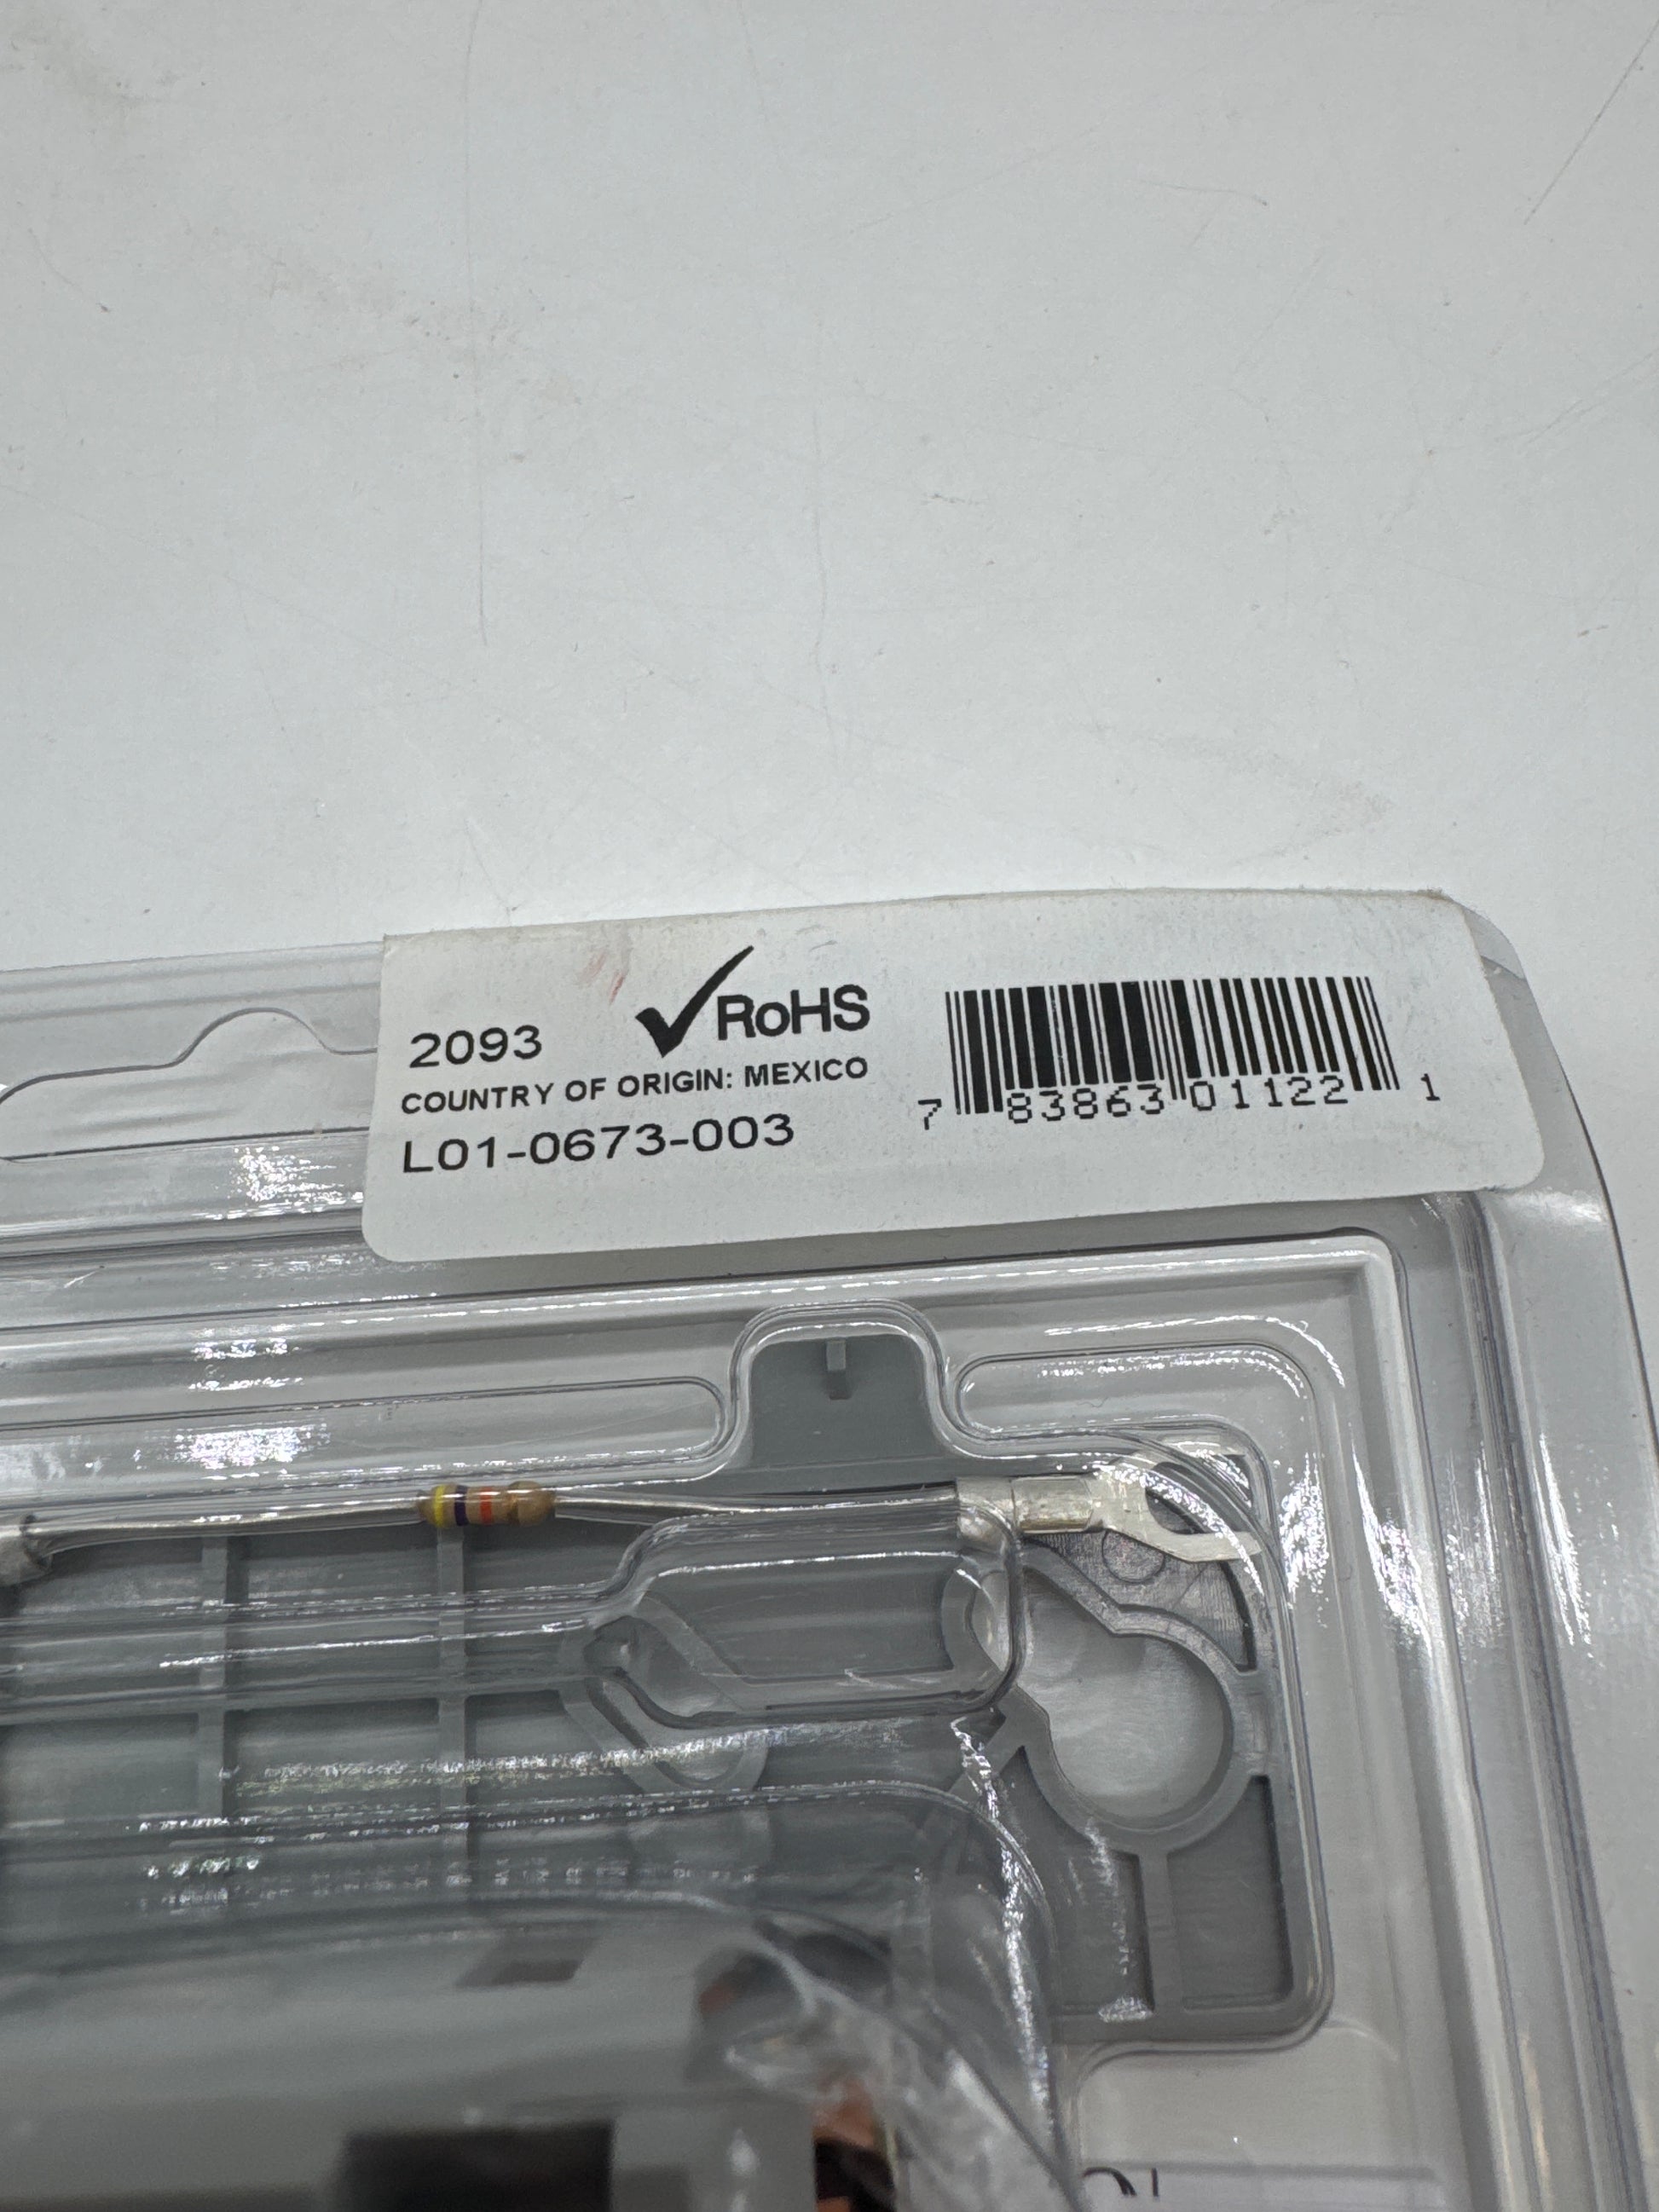 2093
RoHS
COUNTRY OF ORIGIN: MEXICO
L01-0673-003
7 83863 01122 1